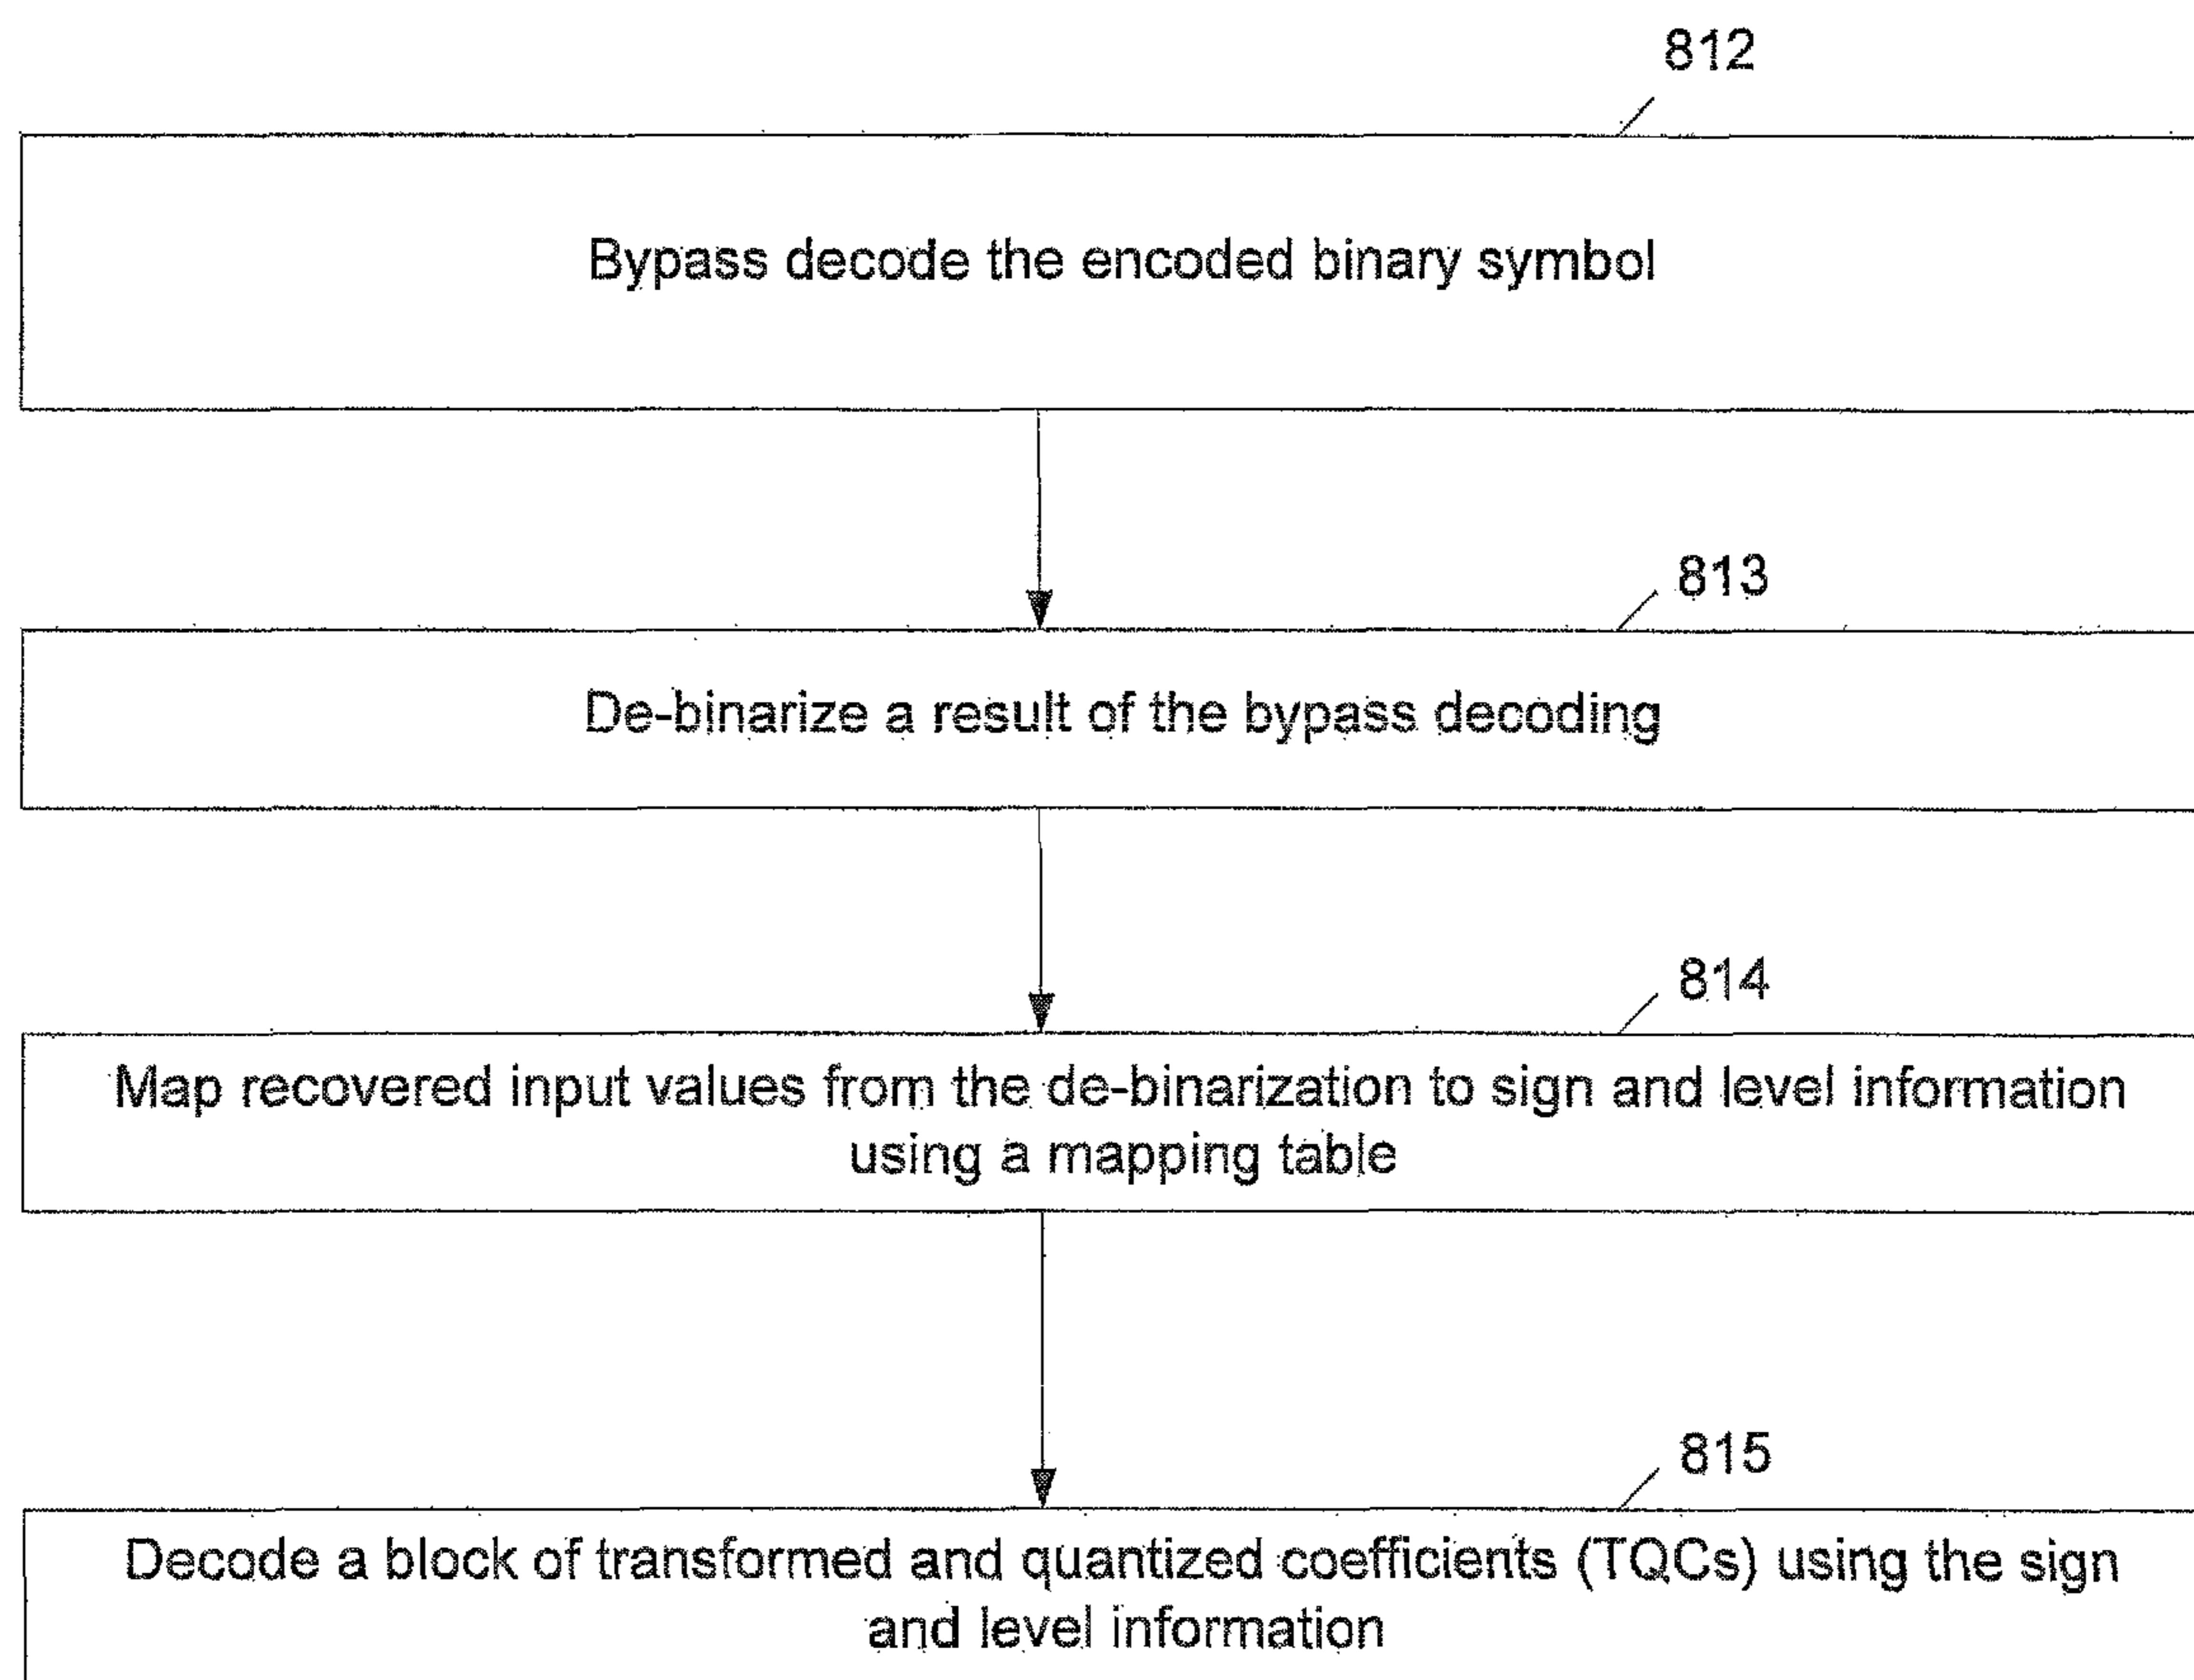 812
Bypass decode the encoded binary symbol
813
De-binarize a result of the bypass decoding
814
Map recovered input values from the de-binarization to sign and level information
using a mapping table
815
Decode a block of transformed and quantized coefficients (TQCs) using the sign
and level information